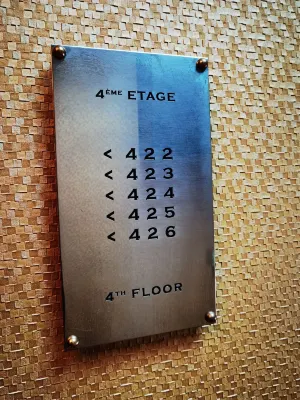 4ÈME ETAGE
< 422
< 423
< 424
< 425
< 426
4TH FLOOR